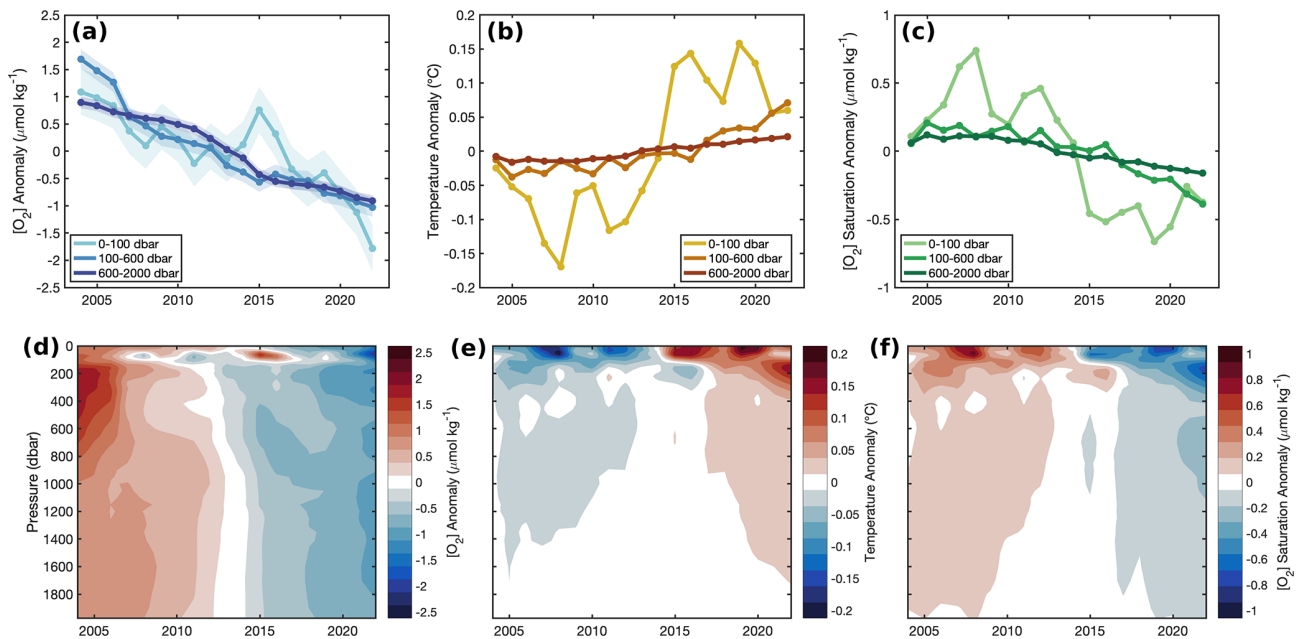 (a)
[O2] Anomaly (μmol kg-1)
2.5
2
1.5
1
0.5
0
-0.5
-1
-1.5
-2
-2.5
0-100 dbar
100-600 dbar
600-2000 dbar
2005 2010 2015 2020
(b)
Temperature Anomaly (°C)
0.2
0.15
0.1
0.05
0
-0.05
-0.1
-0.15
-0.2
0-100 dbar
100-600 dbar
600-2000 dbar
2005 2010 2015 2020
(c)
[O2] Saturation Anomaly (μmol kg-1)
1
0.5
0
-0.5
-1
0-100 dbar
100-600 dbar
600-2000 dbar
2005 2010 2015 2020
(d)
Pressure (dbar)
0
200
400
600
800
1000
1200
1400
1600
1800
2005 2010 2015 2020
2.5
2
1.5
1
0.5
0
-0.5
-1
-1.5
-2
-2.5
[O2] Anomaly (μmol kg-1)
(e)
2005 2010 2015 2020
0.2
0.15
0.1
0.05
0
-0.05
-0.1
-0.15
-0.2
Temperature Anomaly (°C)
(f)
2005 2010 2015 2020
1
0.8
0.6
0.4
0.2
0
-0.2
-0.4
-0.6
-0.8
-1
[O2] Saturation Anomaly (μmol kg-1)